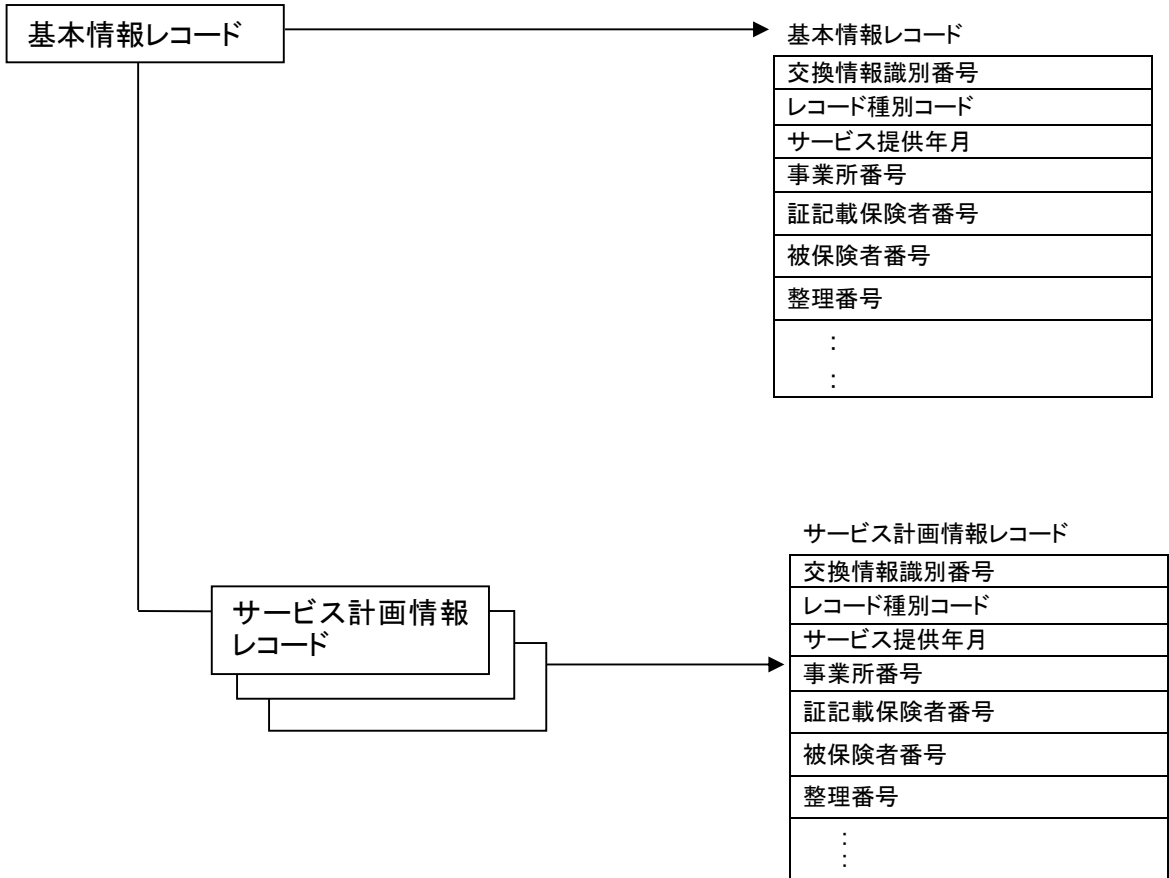 基本情報レコード
基本情報レコード
交換情報識別番号
レコード種別コード
サービス提供年月
事業所番号
証記載保険者番号
被保険者番号
整理番号
：
：
サービス計画情報
レコード
サービス計画情報レコード
交換情報識別番号
レコード種別コード
サービス提供年月
事業所番号
証記載保険者番号
被保険者番号
整理番号
：
：